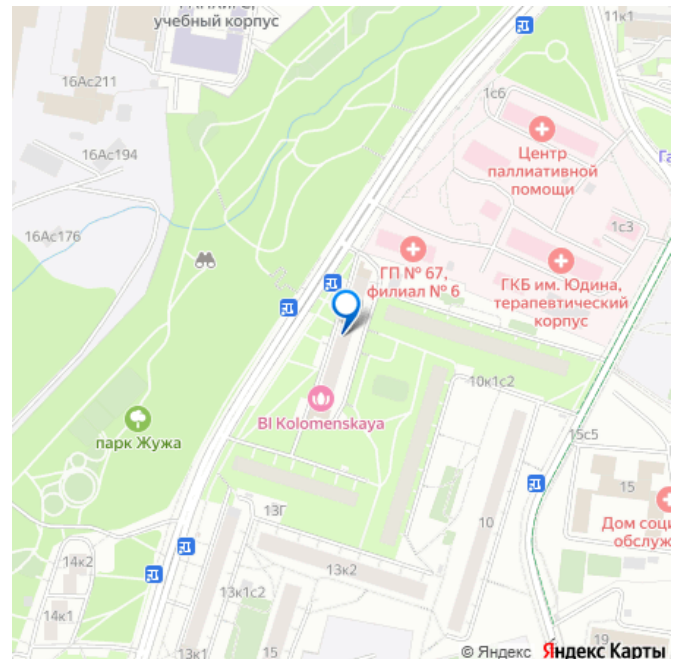 учебный корпус
11к1
16Ас211
1с6
Центр
паллиативной
помощи
16Ас194
1с3
16Ас176
ГП № 67,
филиал № 6
ГКБ им. Юдина,
терапевтический
корпус
10к1с2
BI Kolomenskaya
парк Жужа
15с5
15
Дом соци
обслуж
13Г
10
14к2
13к2
13к1с2
14к1
13к1
15
19
© Яндекс Яндекс Карты